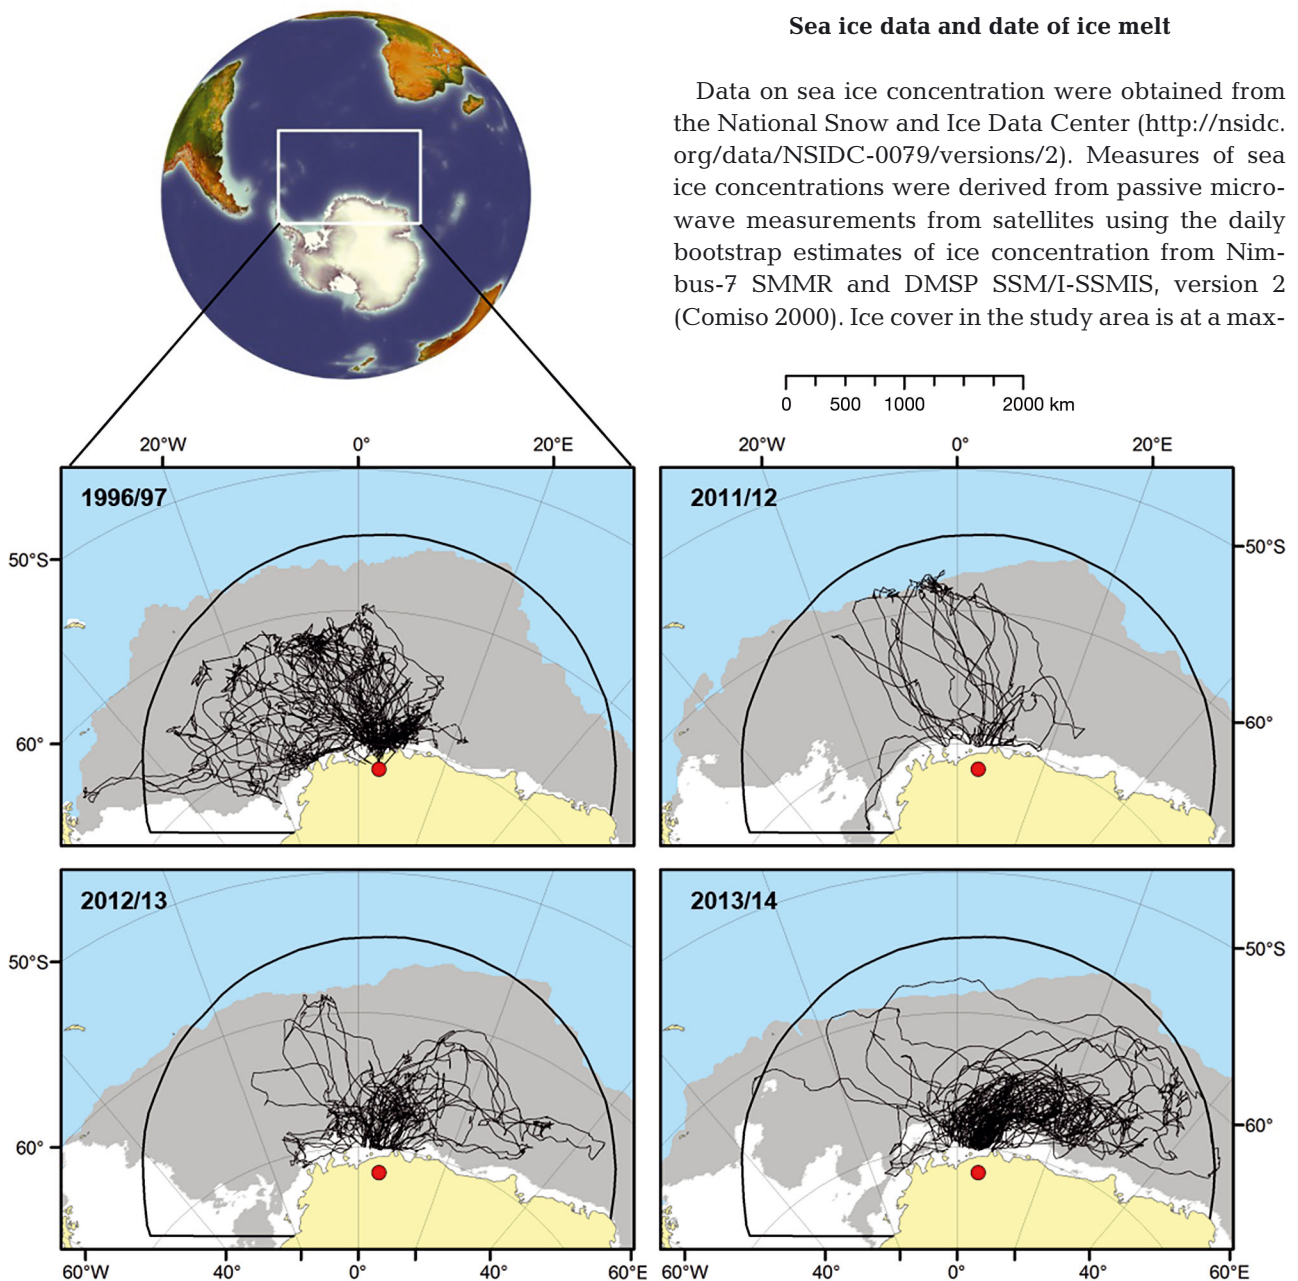 Sea ice data and date of ice melt
Data on sea ice concentration were obtained from
the National Snow and Ice Data Center (http://nsidc.
org/data/NSIDC-0079/versions/2). Measures of sea
ice concentrations were derived from passive micro-
wave measurements from satellites using the daily
bootstrap estimates of ice concentration from Nim-
bus-7 SMMR and DMSP SSM/I-SSMIS, version 2
(Comiso 2000). Ice cover in the study area is at a max-
0 500 1000 2000 km
20°W 0° 20°E 20°W 0° 20°E
1996/97 2011/12
50°S 50°S
60° 60°
2012/13 2013/14
50°S 50°S
60° 60°
60°W 40° 0° 40° 60°E 60°W 40° 0° 40° 60°E